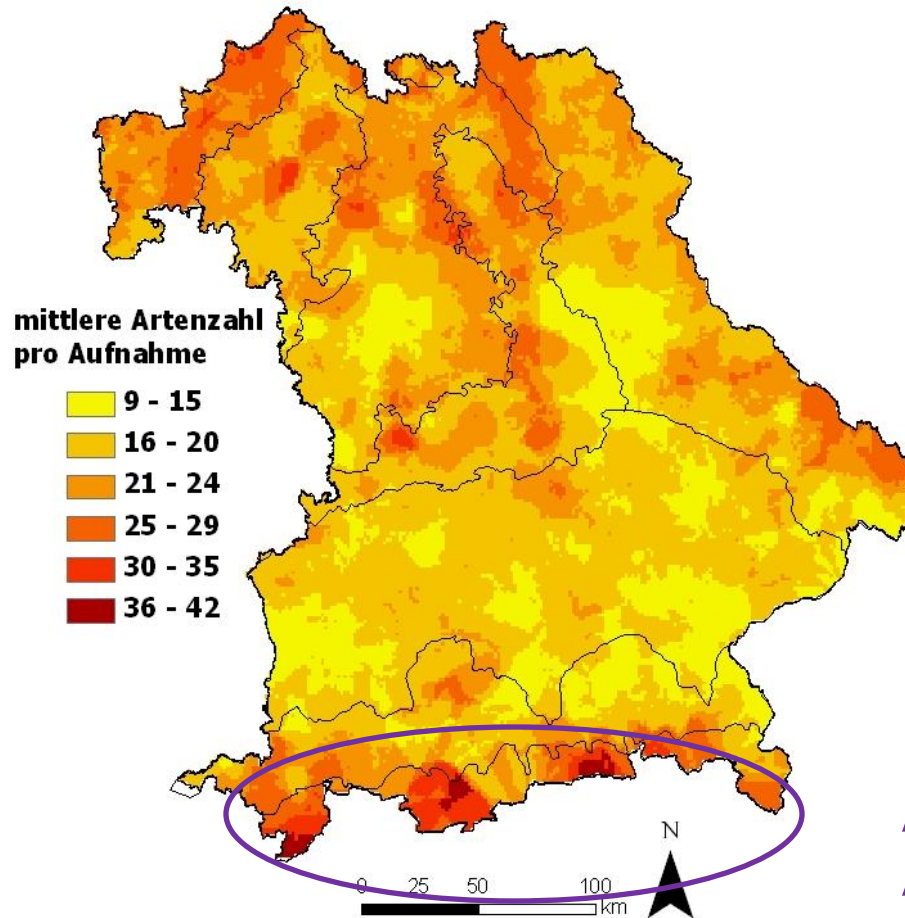 mittlere Artenzahl
pro Aufnahme
9 - 15
16 - 20
21 - 24
25 - 29
30 - 35
36 - 42
N
0 25 50 100
km